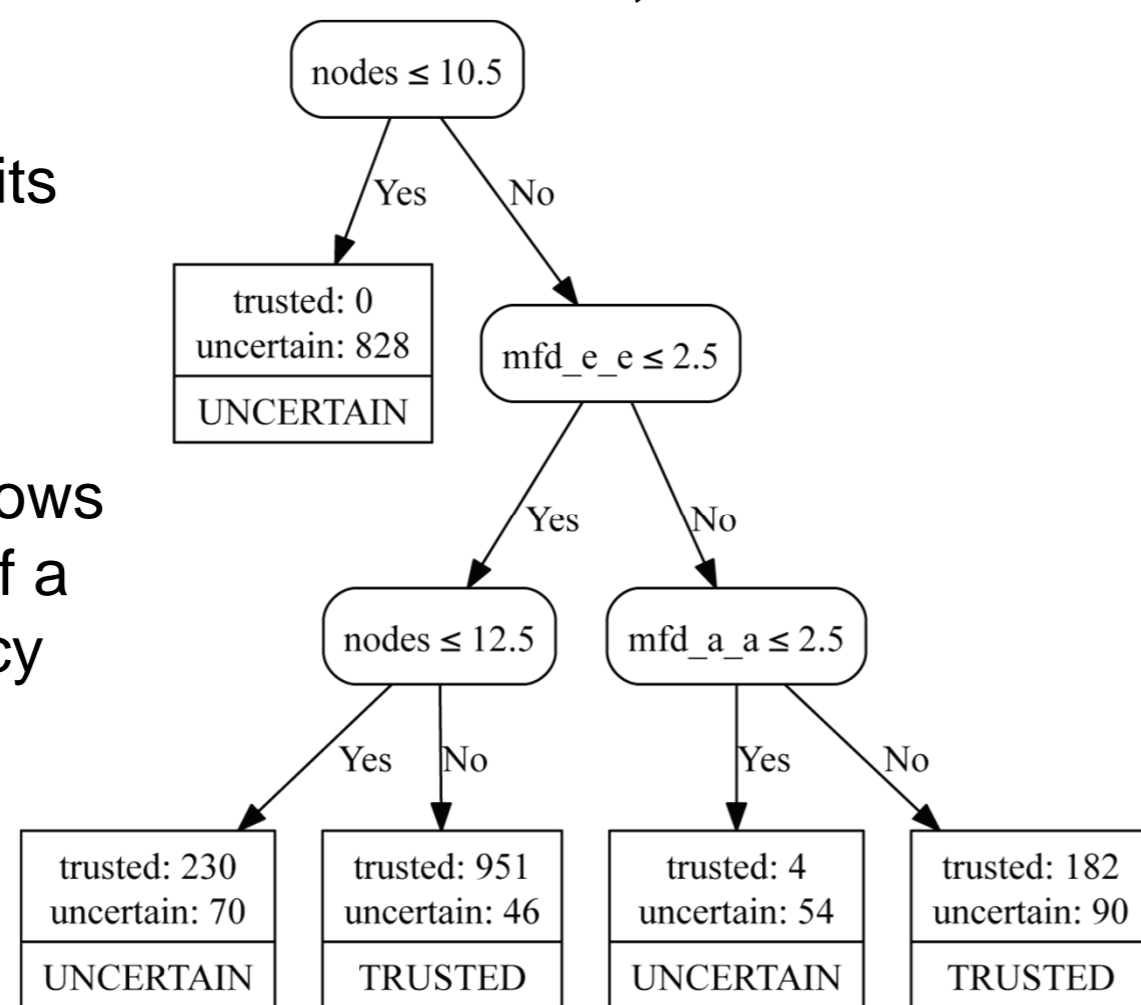 nodes ≤ 10.5
its
Yes
No
trusted: 0
uncertain: 828
UNCERTAIN
mfd_e_e ≤ 2.5
ows
f a
cy
Yes
No
nodes ≤ 12.5
mfd_a_a ≤ 2.5
Yes
No
Yes
No
trusted: 230
uncertain: 70
UNCERTAIN
trusted: 951
uncertain: 46
TRUSTED
trusted: 4
uncertain: 54
UNCERTAIN
trusted: 182
uncertain: 90
TRUSTED